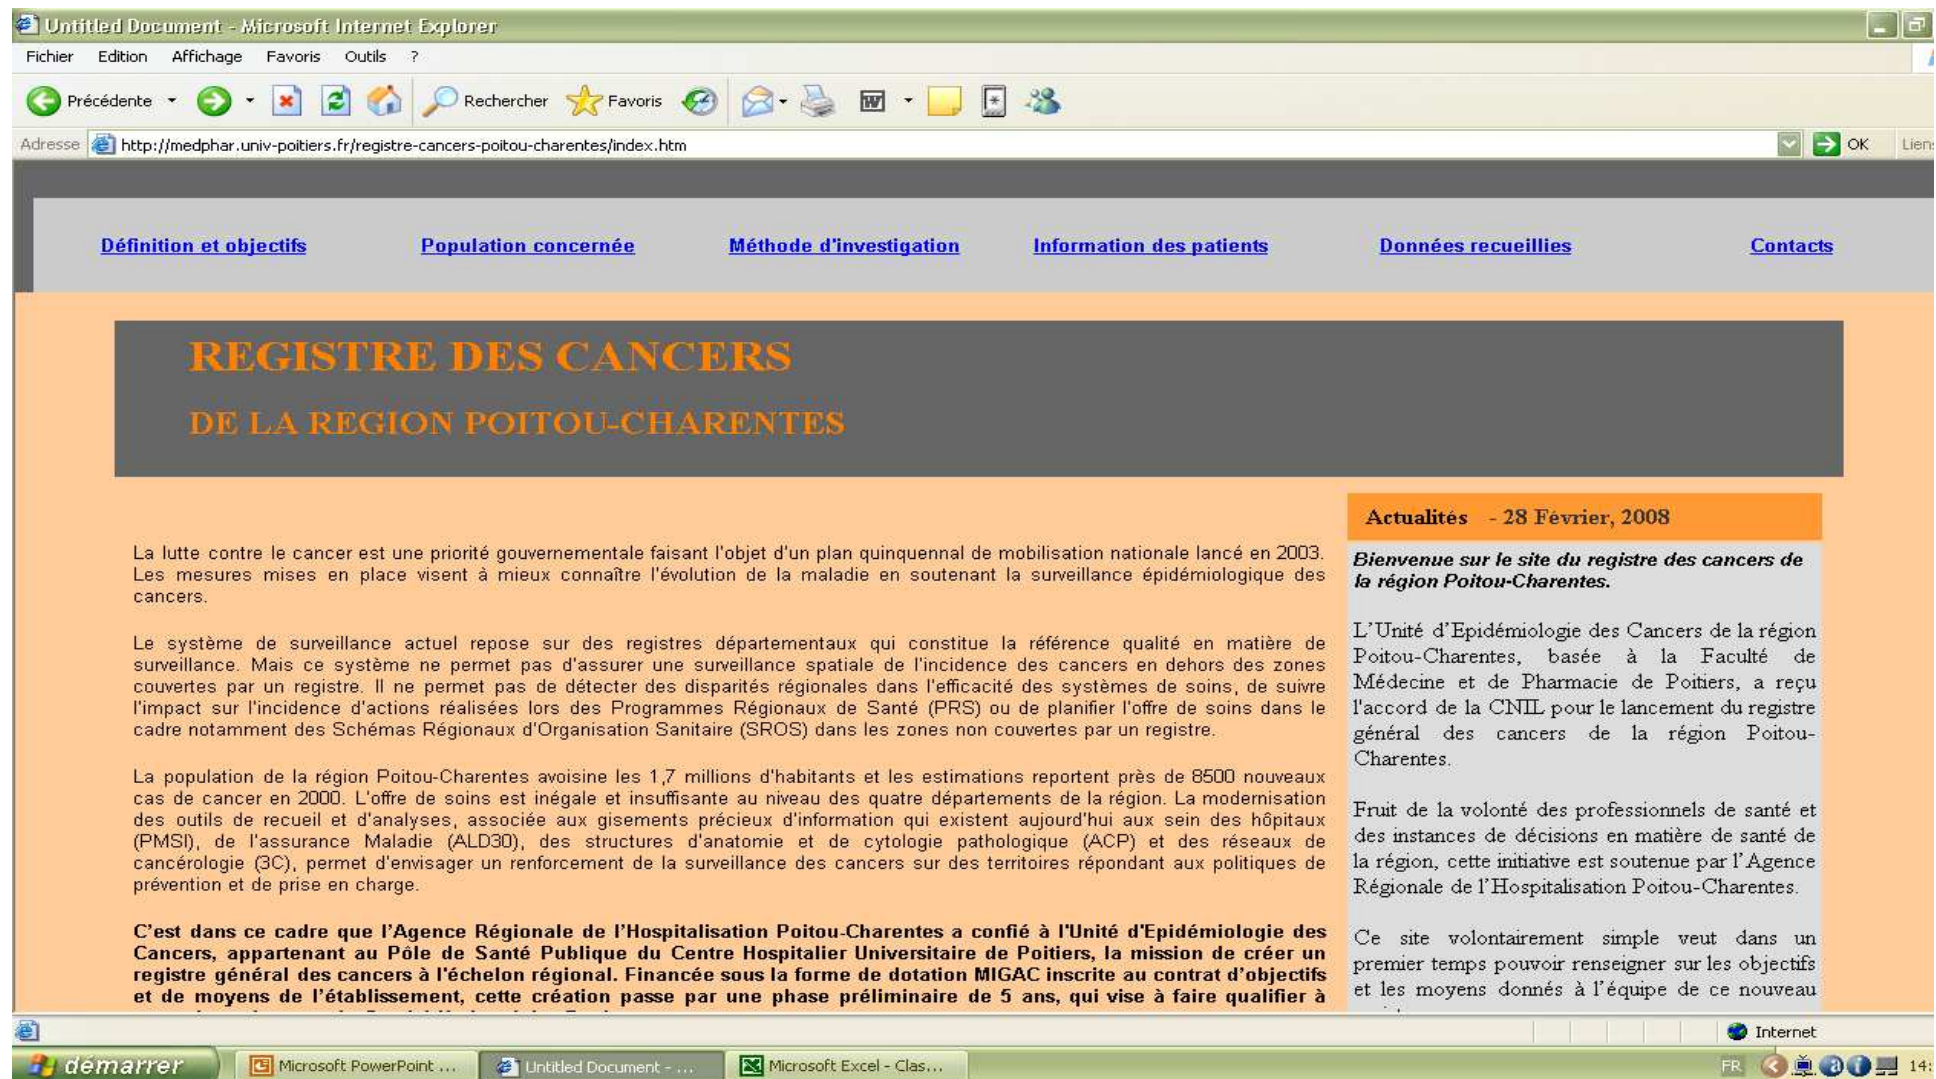 Untitled Document - Microsoft Internet Explorer
Fichier Edition Affichage Favoris Outils ?
Précédente Rechercher Favoris
Adresse http://medphar.univ-poitiers.fr/registre-cancers-poitou-charentes/index.htm OK Liens
Définition et objectifs Population concernée Méthode d'investigation Information des patients Données recueillies Contacts
REGISTRE DES CANCERS
DE LA REGION POITOU-CHARENTES
La lutte contre le cancer est une priorité gouvernementale faisant l'objet d'un plan quinquennal de mobilisation nationale lancé en 2003.
Les mesures mises en place visent à mieux connaître l'évolution de la maladie en soutenant la surveillance épidémiologique des
cancers.
Le système de surveillance actuel repose sur des registres départementaux qui constitue la référence qualité en matière de
surveillance. Mais ce système ne permet pas d'assurer une surveillance spatiale de l'incidence des cancers en dehors des zones
couvertes par un registre. Il ne permet pas de détecter des disparités régionales dans l'efficacité des systèmes de soins, de suivre
l'impact sur l'incidence d'actions réalisées lors des Programmes Régionaux de Santé (PRS) ou de planifier l'offre de soins dans le
cadre notamment des Schémas Régionaux d'Organisation Sanitaire (SROS) dans les zones non couvertes par un registre.
La population de la région Poitou-Charentes avoisine les 1,7 millions d'habitants et les estimations reportent près de 8500 nouveaux
cas de cancer en 2000. L'offre de soins est inégale et insuffisante au niveau des quatre départements de la région. La modernisation
des outils de recueil et d'analyses, associée aux gisements précieux d'information qui existent aujourd'hui aux sein des hôpitaux
(PMSI), de l'assurance Maladie (ALD30), des structures d'anatomie et de cytologie pathologique (ACP) et des réseaux de
cancérologie (3C), permet d'envisager un renforcement de la surveillance des cancers sur des territoires répondant aux politiques de
prévention et de prise en charge.
C'est dans ce cadre que l'Agence Régionale de l'Hospitalisation Poitou-Charentes a confié à l'Unité d'Epidémiologie des
Cancers, appartenant au Pôle de Santé Publique du Centre Hospitalier Universitaire de Poitiers, la mission de créer un
registre général des cancers à l'échelon régional. Financée sous la forme de dotation MIGAC inscrite au contrat d'objectifs
et de moyens de l'établissement, cette création passe par une phase préliminaire de 5 ans, qui vise à faire qualifier à
Actualités - 28 Février, 2008
Bienvenue sur le site du registre des cancers de
la région Poitou-Charentes.
L'Unité d'Epidémiologie des Cancers de la région
Poitou-Charentes, basée à la Faculté de
Médecine et de Pharmacie de Poitiers, a reçu
l'accord de la CNIL pour le lancement du registre
général des cancers de la région Poitou-
Charentes.
Fruit de la volonté des professionnels de santé et
des instances de décisions en matière de santé de
la région, cette initiative est soutenue par l'Agence
Régionale de l'Hospitalisation Poitou-Charentes.
Ce site volontairement simple veut dans un
premier temps pouvoir renseigner sur les objectifs
et les moyens donnés à l'équipe de ce nouveau
Internet
démarrer Microsoft PowerPoint ... Untitled Document - ... Microsoft Excel - Clas... FR 14: